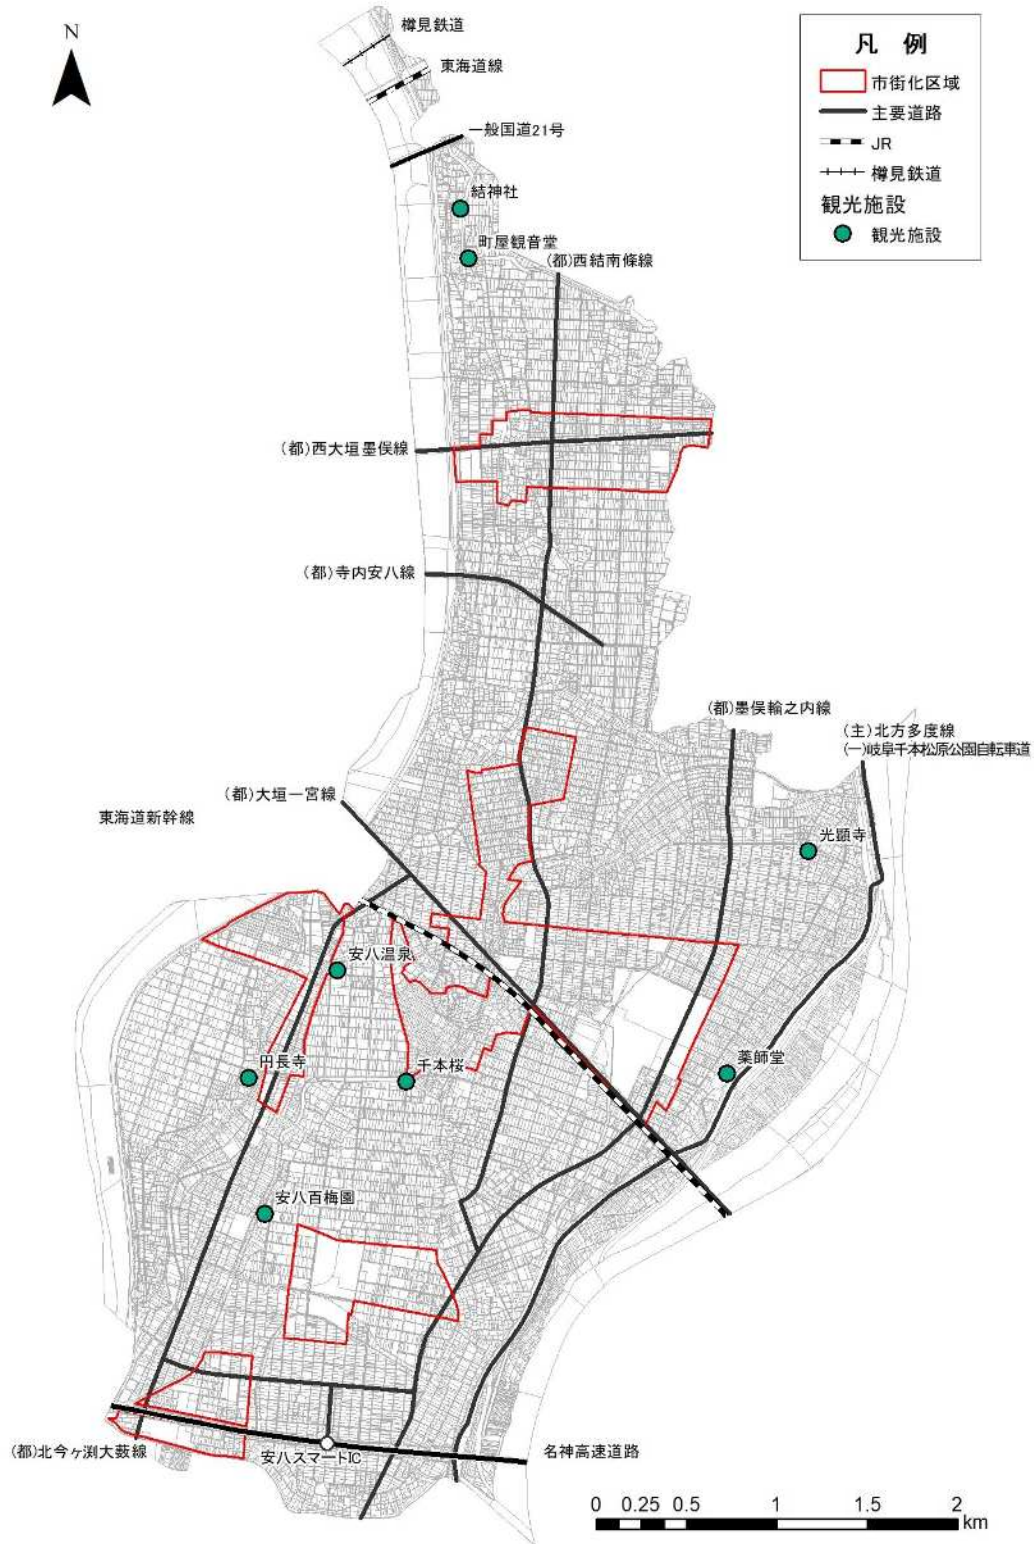 N
樽見鉄道
東海道線
一般国道21号
結神社
町屋観音堂
(都)西結南條線
凡 例
市街化区域
主要道路
JR
樽見鉄道
観光施設
観光施設
(都)西大垣墨俣線
(都)寺内安八線
(都)墨俣輪之内線
(主)北方多度線
(一)岐阜千本松原公園自転車道
(都)大垣一宮線
東海道新幹線
光顕寺
安八温泉
円長寺
千本桜
薬師堂
安八百梅園
(都)北今ヶ渕大薮線
安八スマートIC
名神高速道路
0 0.25 0.5 1 1.5 2
km